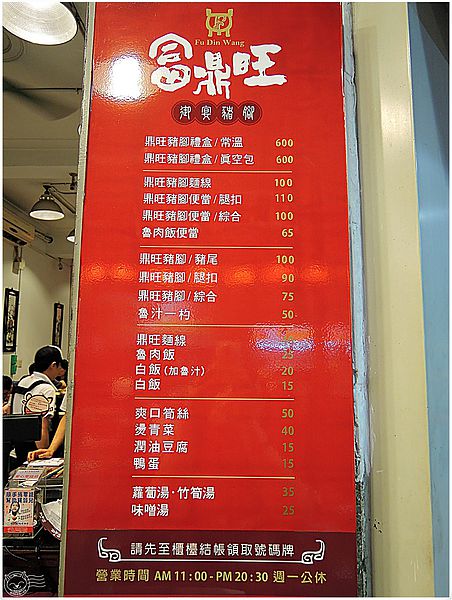 Fu Din Wang
富鼎旺
御宴豬腳
鼎旺豬腳禮盒/常溫 600
鼎旺豬腳禮盒/真空包 600
鼎旺豬腳麵線 100
鼎旺豬腳便當/腿扣 110
鼎旺豬腳便當/綜合 100
魯肉飯便當 65
鼎旺豬腳/豬尾 100
鼎旺豬腳/腿扣 90
鼎旺豬腳/綜合 75
魯汁一杓 50
鼎旺麵線
魯肉飯 25
白飯(加魯汁) 20
白飯 15
爽口筍絲 50
燙青菜 40
潤油豆腐 15
鴨蛋 15
蘿蔔湯·竹筍湯 35
味噌湯 25
請先至櫃檯結帳領取號碼牌
營業時間 AM 11:00-PM 20:30 週一公休